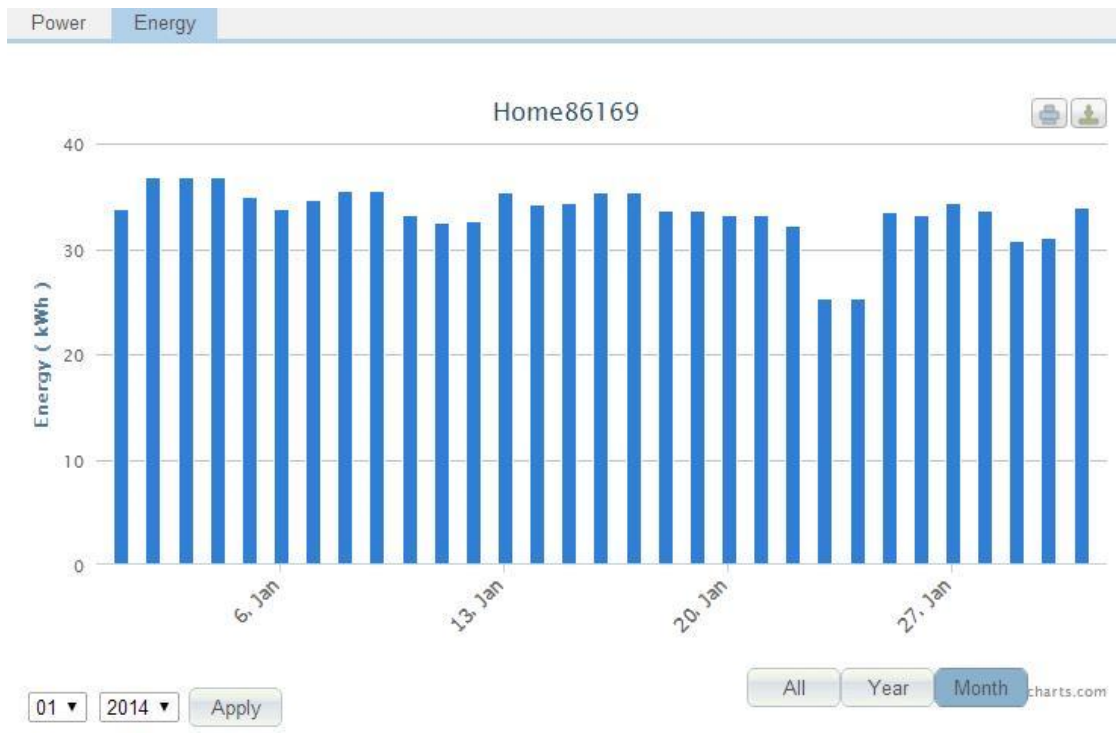 Power Energy
Home86169
40
30
20
10
0
Energy ( kWh )
6. Jan
13. Jan
20. Jan
27. Jan
All Year Month charts.com
01 2014 Apply